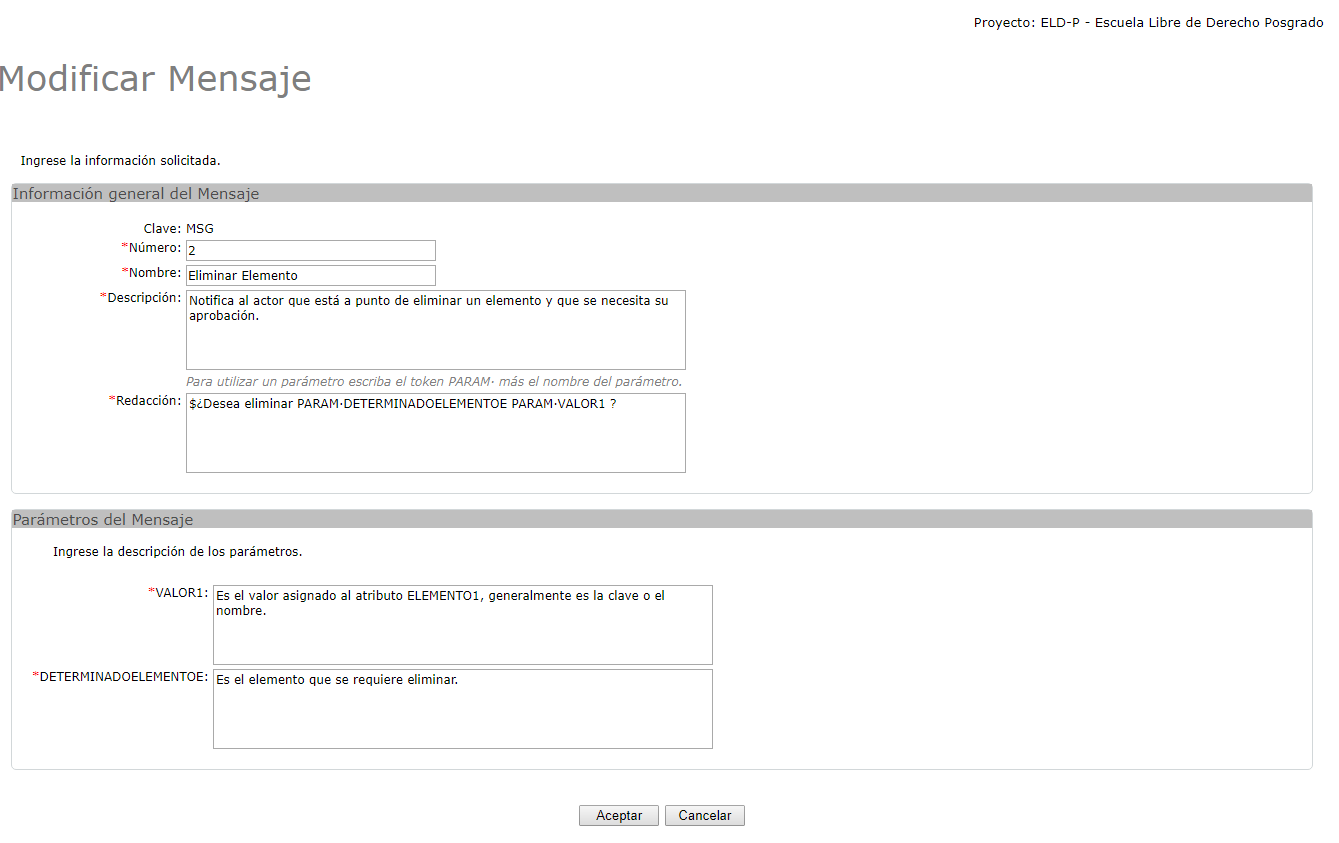 Proyecto: ELD-P - Escuela Libre de Derecho Posgrado
Modificar Mensaje
Ingrese la información solicitada.
Información general del Mensaje
Clave: MSG
*Número: 2
*Nombre: Eliminar Elemento
*Descripción: Notifica al actor que está a punto de eliminar un elemento y que se necesita su
aprobación.
Para utilizar un parámetro escriba el token PARAM· más el nombre del parámetro.
*Redacción: $¿Desea eliminar PARAM·DETERMINADOELEMENTOE PARAM·VALOR1 ?
Parámetros del Mensaje
Ingrese la descripción de los parámetros.
*VALOR1: Es el valor asignado al atributo ELEMENTO1, generalmente es la clave o el
nombre.
*DETERMINADOELEMENTOE: Es el elemento que se requiere eliminar.
Aceptar Cancelar